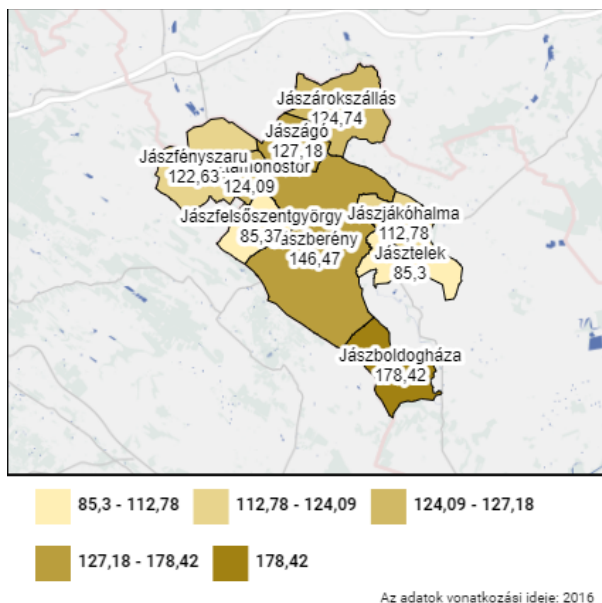 Jászárokszállás
124,74
Jászágó
127,18
Jászfényszaru
122,63
124,09
Jászfelsőszentgyörgy
85,37
Jászjákóhalma
112,78
146,47
Jásztelek
85,3
Jászboldogháza
178,42
85,3 - 112,78
112,78 - 124,09
124,09 - 127,18
127,18 - 178,42
178,42
Az adatok vonatkozási ideje: 2016